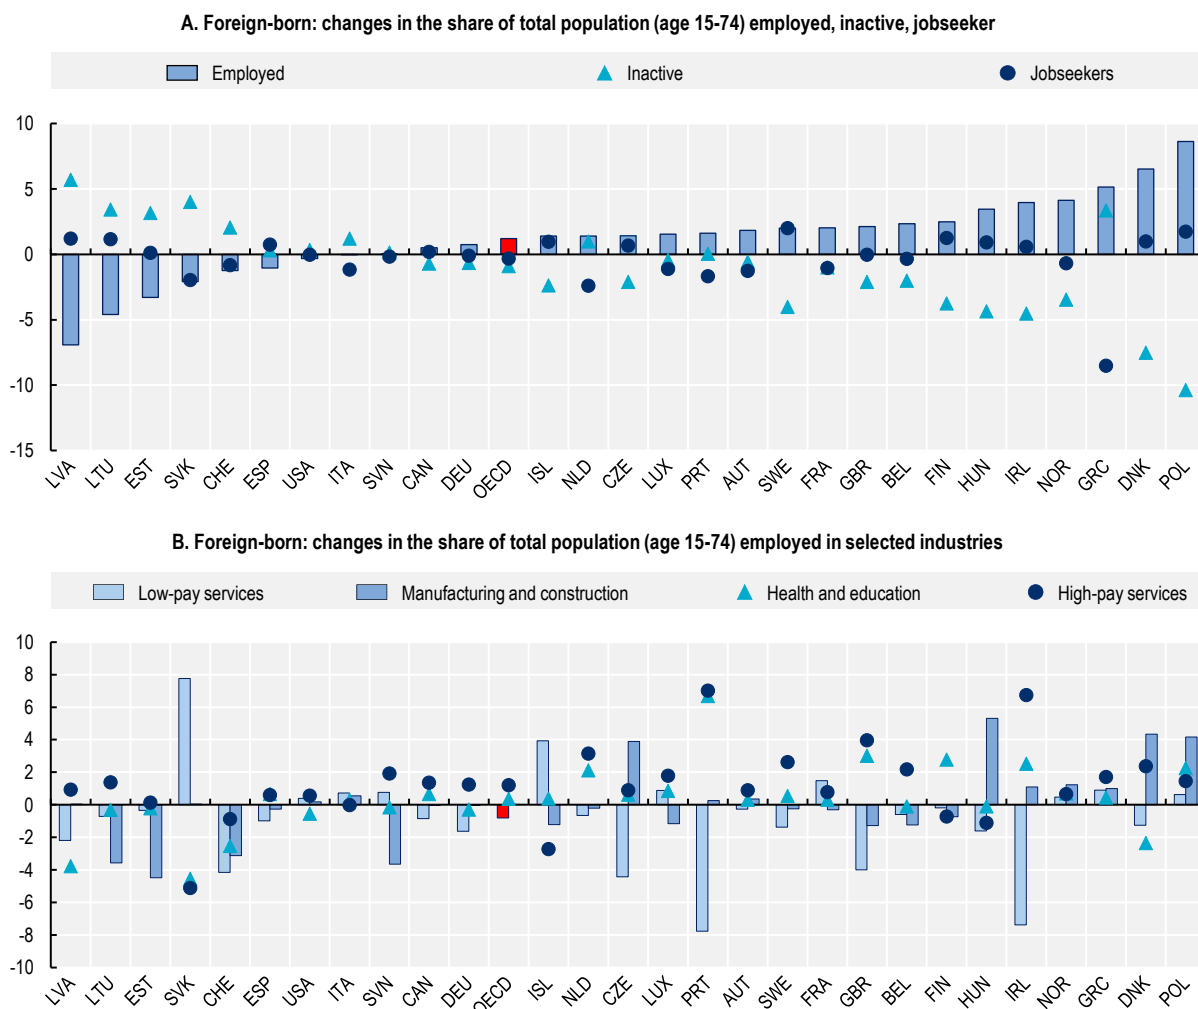 A. Foreign-born: changes in the share of total population (age 15-74) employed, inactive, jobseeker
Employed Inactive Jobseekers
10
5
0
-5
-10
-15
LVA LTU EST SVK CHE ESP USA ITA SVN CAN DEU OECD ISL NLD CZE LUX PRT AUT SWE FRA GBR BEL FIN HUN IRL NOR GRC DNK POL
B. Foreign-born: changes in the share of total population (age 15-74) employed in selected industries
Low-pay services Manufacturing and construction Health and education High-pay services
10
8
6
4
2
0
-2
-4
-6
-8
-10
LVA LTU EST SVK CHE ESP USA ITA SVN CAN DEU OECD ISL NLD CZE LUX PRT AUT SWE FRA GBR BEL FIN HUN IRL NOR GRC DNK POL